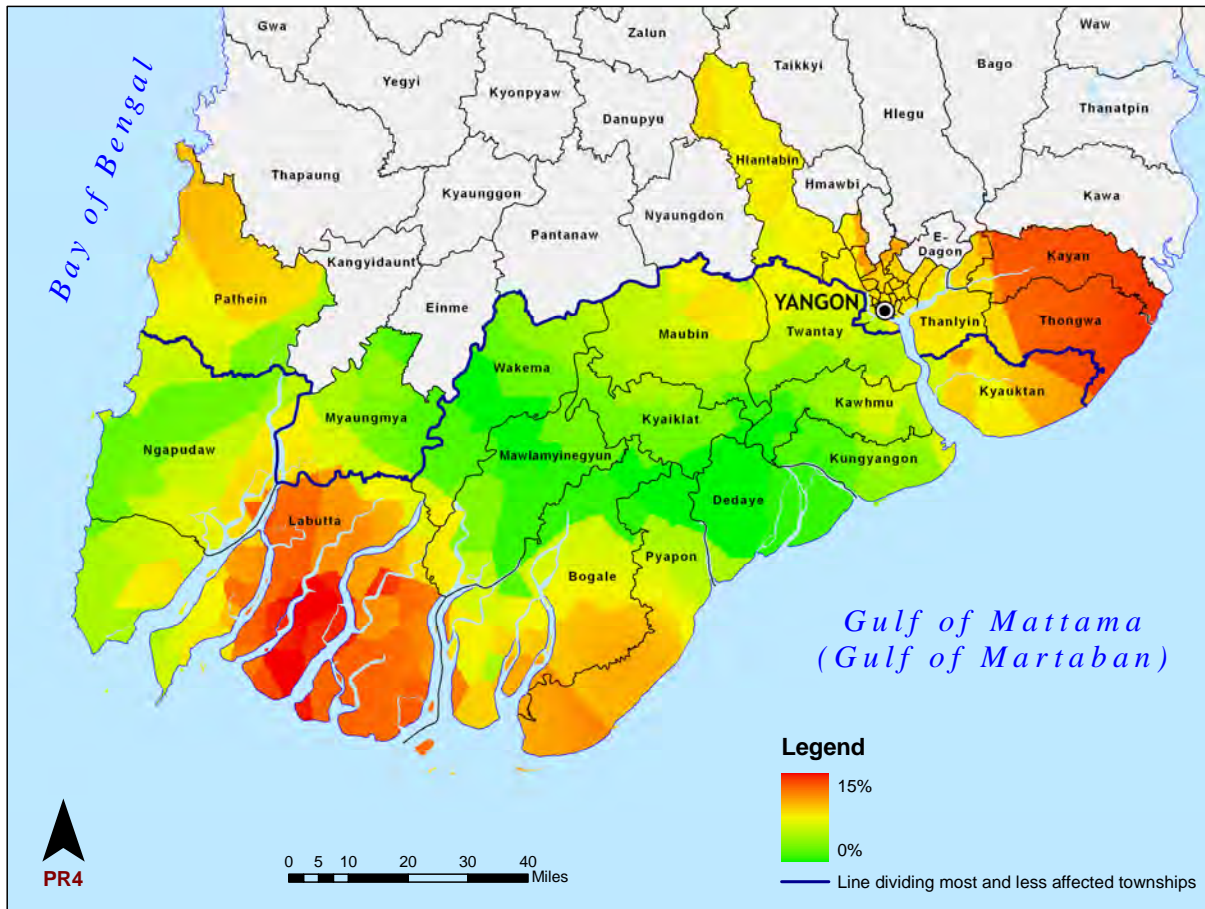 Gwa
Zalun
Waw
Yegyi
Kyonpyaw
Taikkyi
Bago
Danupyu
Thanatpin
Hlegu
Bay of Bengal
Thapaung
Hlantabin
Hmawbi
Kyaunggon
Kawa
Nyaungdon
Pantanaw
E-
Dagon
Kangyidaunt
Kayan
Einme
Pathein
YANGON
Thanlyin
Thongwa
Maubin
Twantay
Wakema
Kyauktan
Kawhmu
Myaungmya
Kyaiklat
Ngapudaw
Mawlamyinegyun
Kungyangon
Dedaye
Labutta
Pyapon
Bogale
Gulf of Mattama
(Gulf of Martaban)
Legend
15%
0%
Line dividing most and less affected townships
PR4
0 5 10 20 30 40
Miles